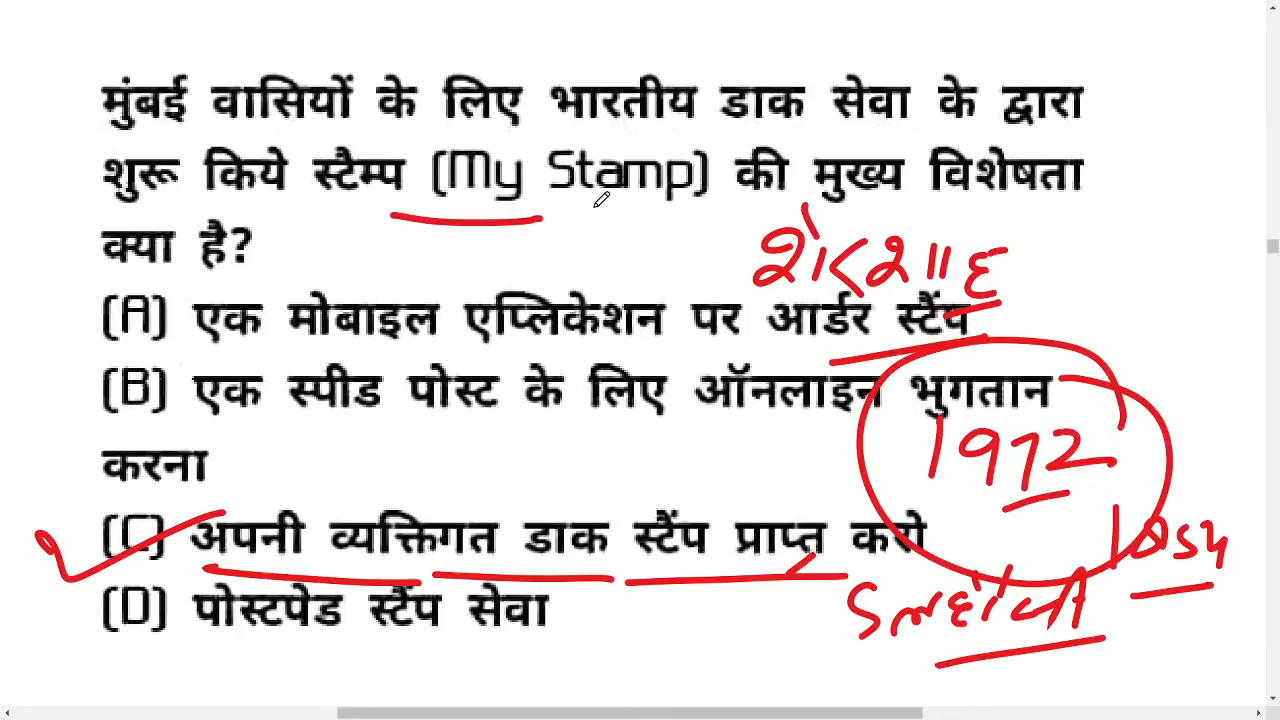 मुंबई वासियों के लिए भारतीय डाक सेवा के द्वारा
शुरू किये स्टैम्प (My Stamp) की मुख्य विशेषता
क्या है?
शेरशाह
(A) एक मोबाइल एप्लिकेशन पर आर्डर स्टैंप
(B) एक स्पीड पोस्ट के लिए ऑनलाइन भुगतान
करना
1972
(C) अपनी व्यक्तिगत डाक स्टैंप प्राप्त करो
(D) पोस्टपेड स्टैंप सेवा